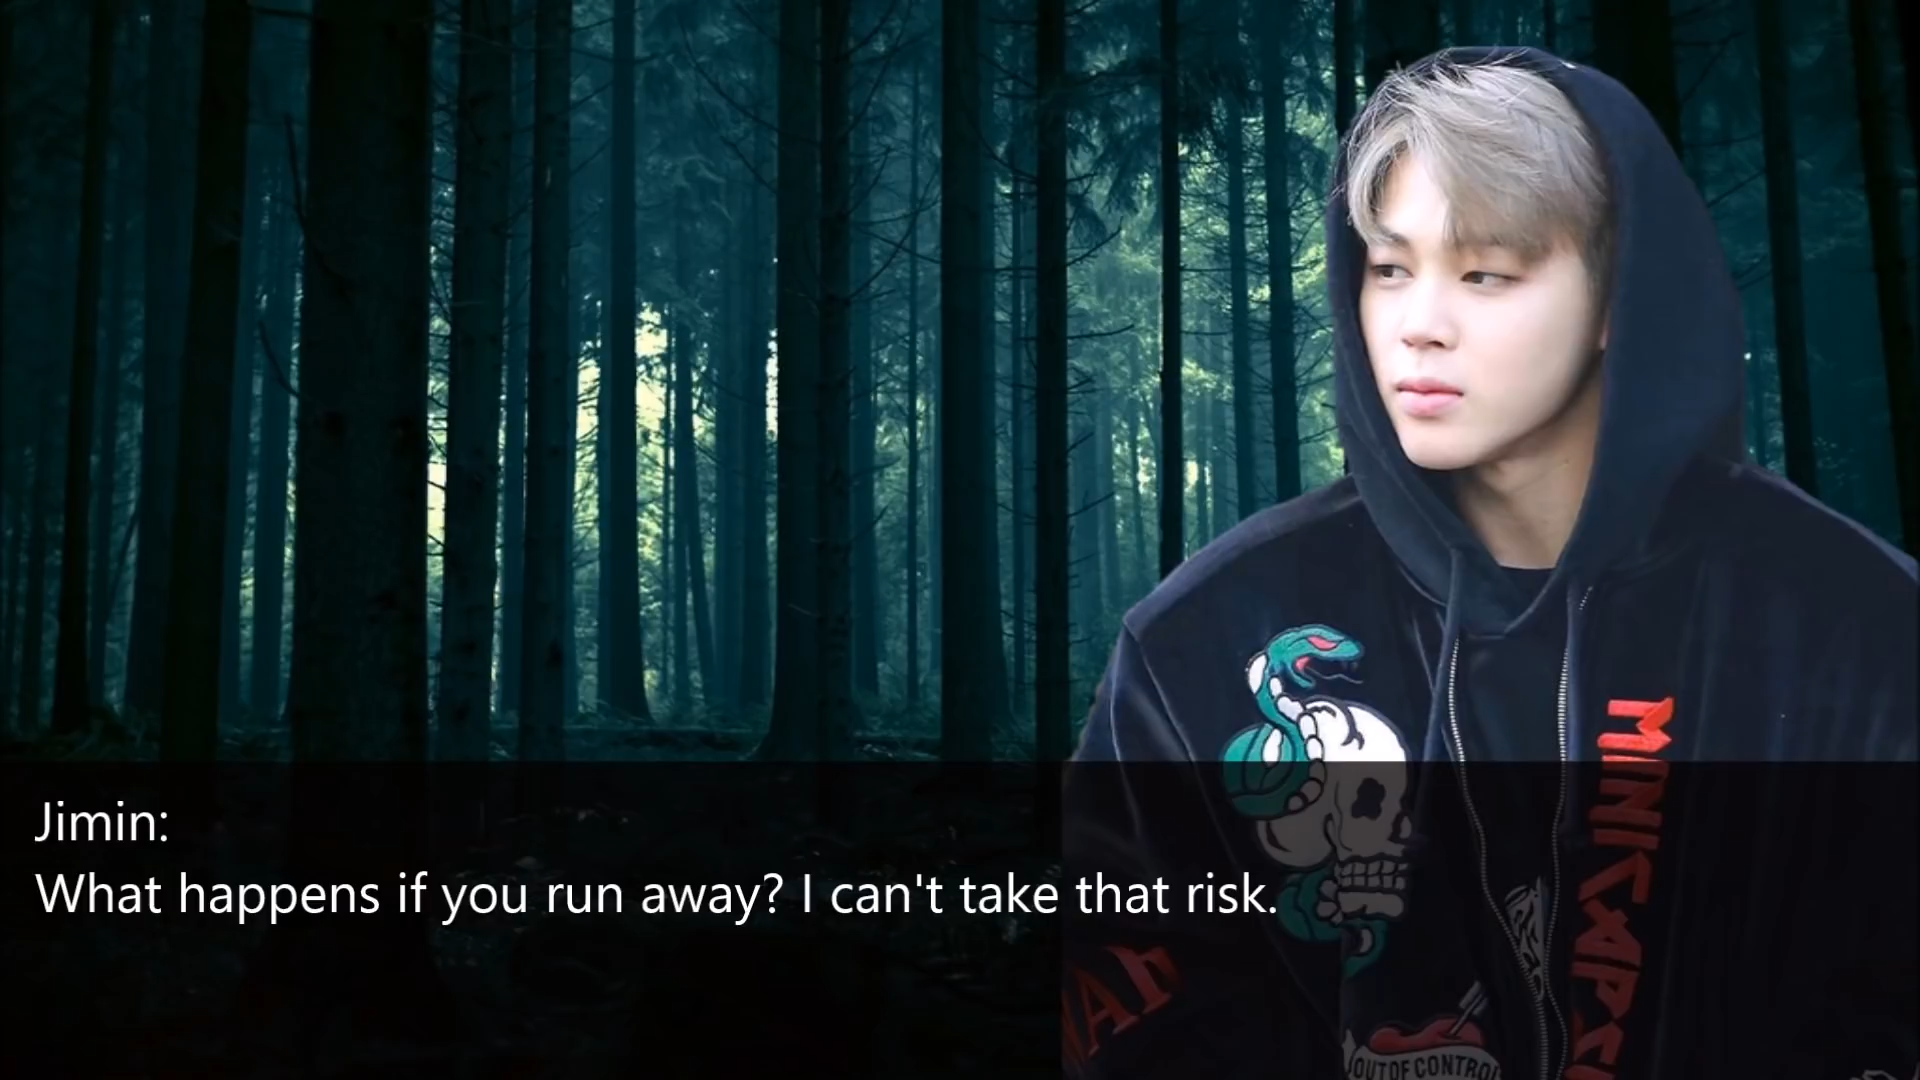 Jimin:
What happens if you run away? I can't take that risk.
OUT OF CONTROL